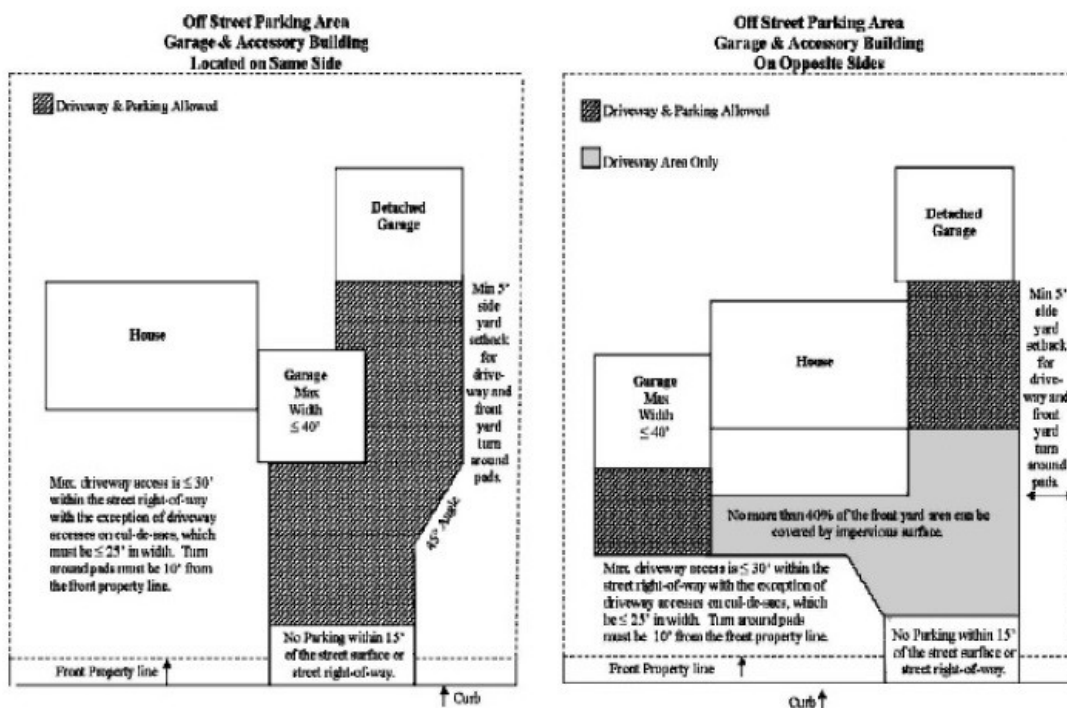 Off Street Parking Area
Garage & Accessory Building
Located on Same Side
Driveway & Parking Allowed
Detached
Garage
House
Garage
Max
Width
≤ 40'
Min 5'
side
yard
setback
for
drive-
way and
front
yard
turn
around
pads.
45° Angle
Max. driveway access is ≤ 30'
within the street right-of-way
with the exception of driveway
accesses on cul-de-sacs, which
must be ≤ 25' in width. Turn
around pads must be 10' from
the front property line.
No Parking within 15'
of the street surface or
street right-of-way.
Front Property line
Curb
Off Street Parking Area
Garage & Accessory Building
On Opposite Sides
Driveway & Parking Allowed
Driveway Area Only
Detached
Garage
House
Garage
Max
Width
≤ 40'
Min 5'
side
yard
setback
for
drive-
way and
front
yard
turn
around
pads.
No more than 40% of the front yard area can be
covered by impervious surface.
Max. driveway access is ≤ 30' within the
street right-of-way with the exception of
driveway accesses on cul-de-sacs, which
be ≤ 25' in width. Turn around pads
must be 10' from the front property line.
No Parking within 15'
of the street surface or
street right-of-way.
Front Property line
Curb